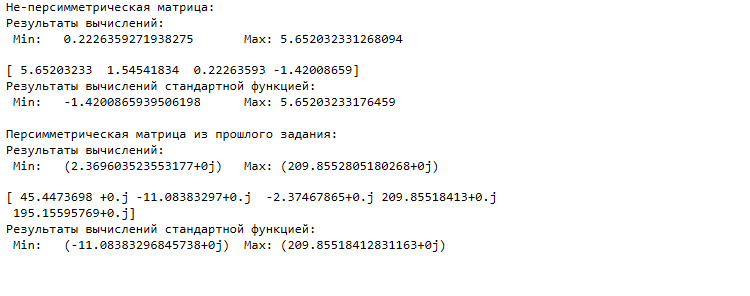 Не-персимметрическая матрица:
Результаты вычислений:
Min: 0.2226359271938275 Max: 5.652032331268094
[ 5.65203233 1.54541834 0.22263593 -1.42008659]
Результаты вычислений стандартной функцией:
Min: -1.4200865939506198 Max: 5.65203233176459
Персимметрическая матрица из прошлого задания:
Результаты вычислений:
Min: (2.369603523553177+0j) Max: (209.8552805180268+0j)
[ 45.4473698 +0.j -11.08383297+0.j -2.37467865+0.j 209.85518413+0.j
195.15595769+0.j]
Результаты вычислений стандартной функцией:
Min: (-11.08383296845738+0j) Max: (209.85518412831163+0j)